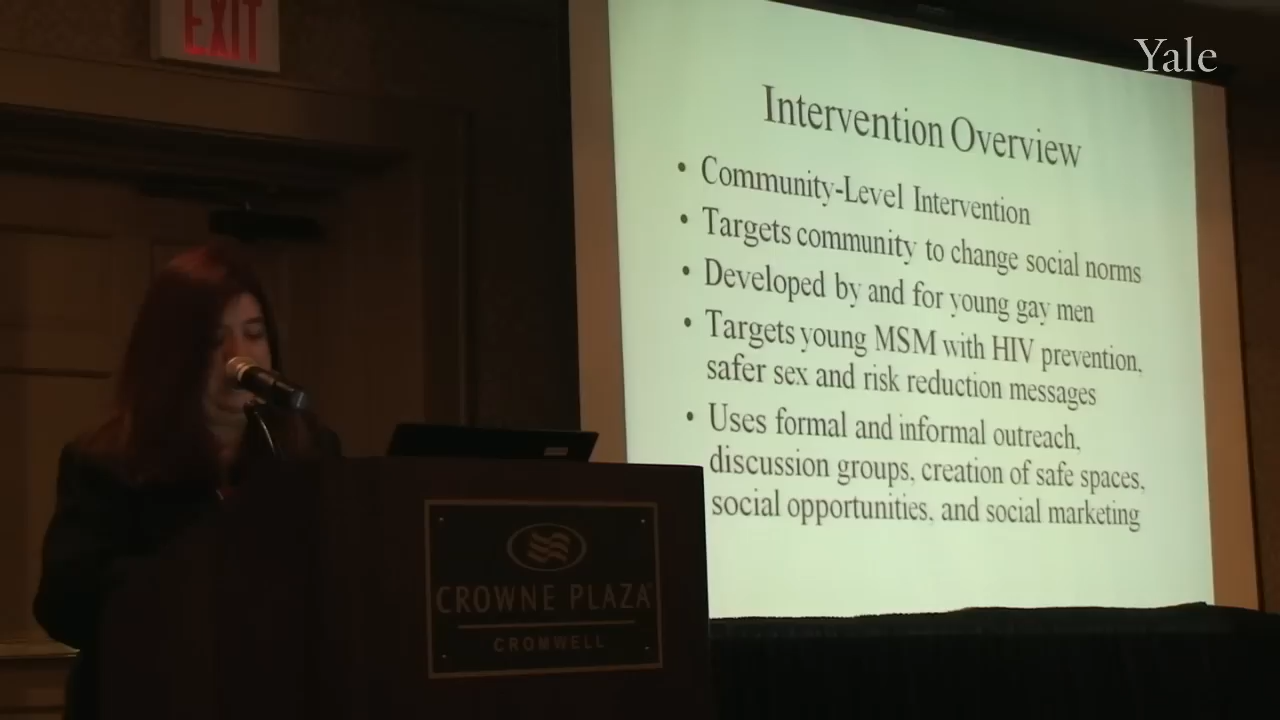 EXIT
Yale
Intervention Overview
• Community-Level Intervention
• Targets community to change social norms
• Developed by and for young gay men
• Targets young MSM with HIV prevention,
safer sex and risk reduction messages
• Uses formal and informal outreach,
discussion groups, creation of safe spaces,
social opportunities, and social marketing
CROWNE PLAZA
CROMWELL